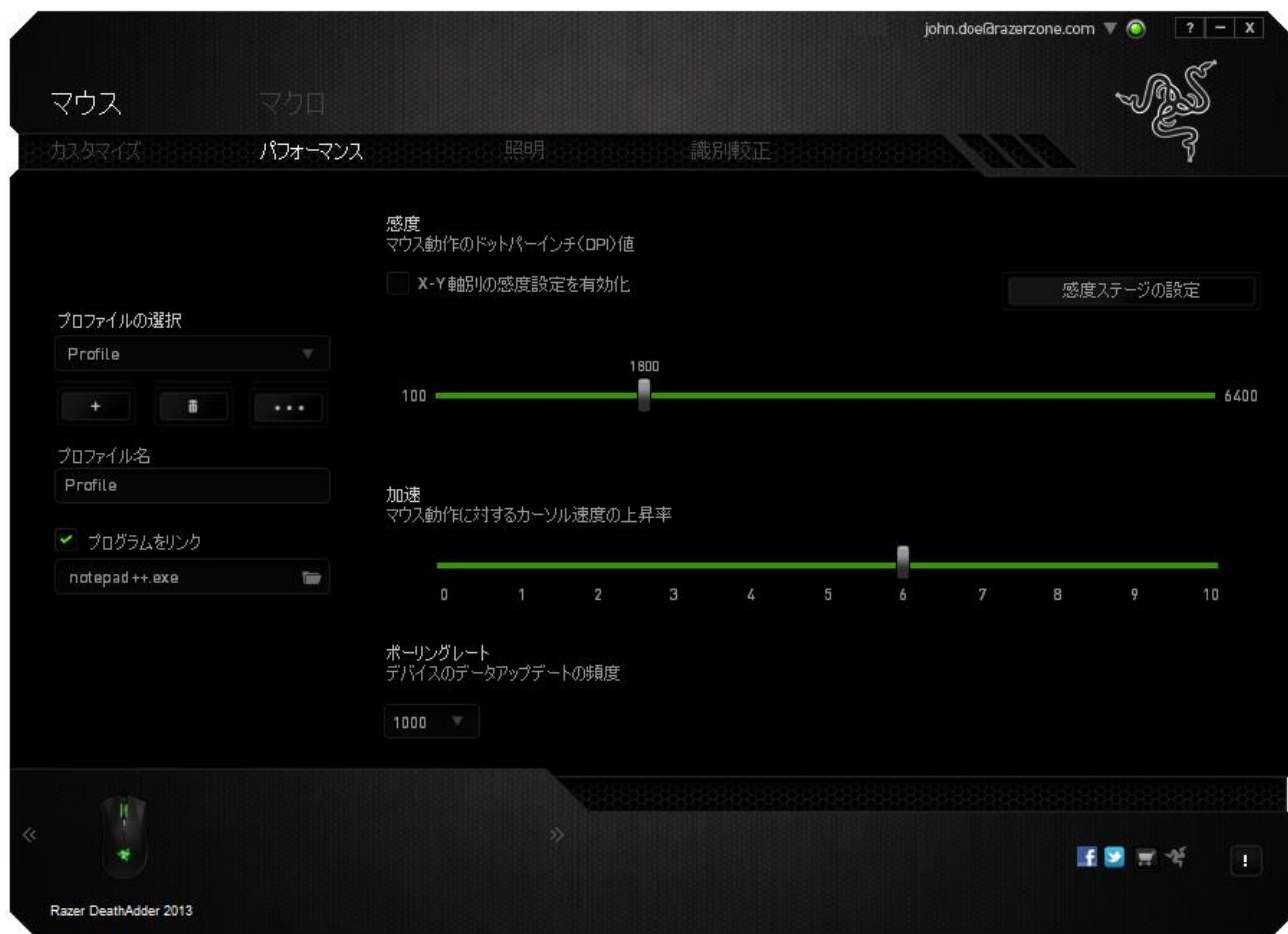 john.doe@razerzone.com
? – X
マウス マクロ
カスタマイズ パフォーマンス 照明 識別較正
感度
マウス動作のドットパーインチ(DPI)値
X-Y 軸別の感度設定を有効化
感度ステージの設定
プロファイルの選択
Profile
+ •••
プロファイル名
Profile
プログラムをリンク
notepad ++.exe
1800
100 6400
加速
マウス動作に対するカーソル速度の上昇率
0 1 2 3 4 5 6 7 8 9 10
ポーリングレート
デバイスのデータアップデートの頻度
1000
« »
f !
Razer DeathAdder 2013